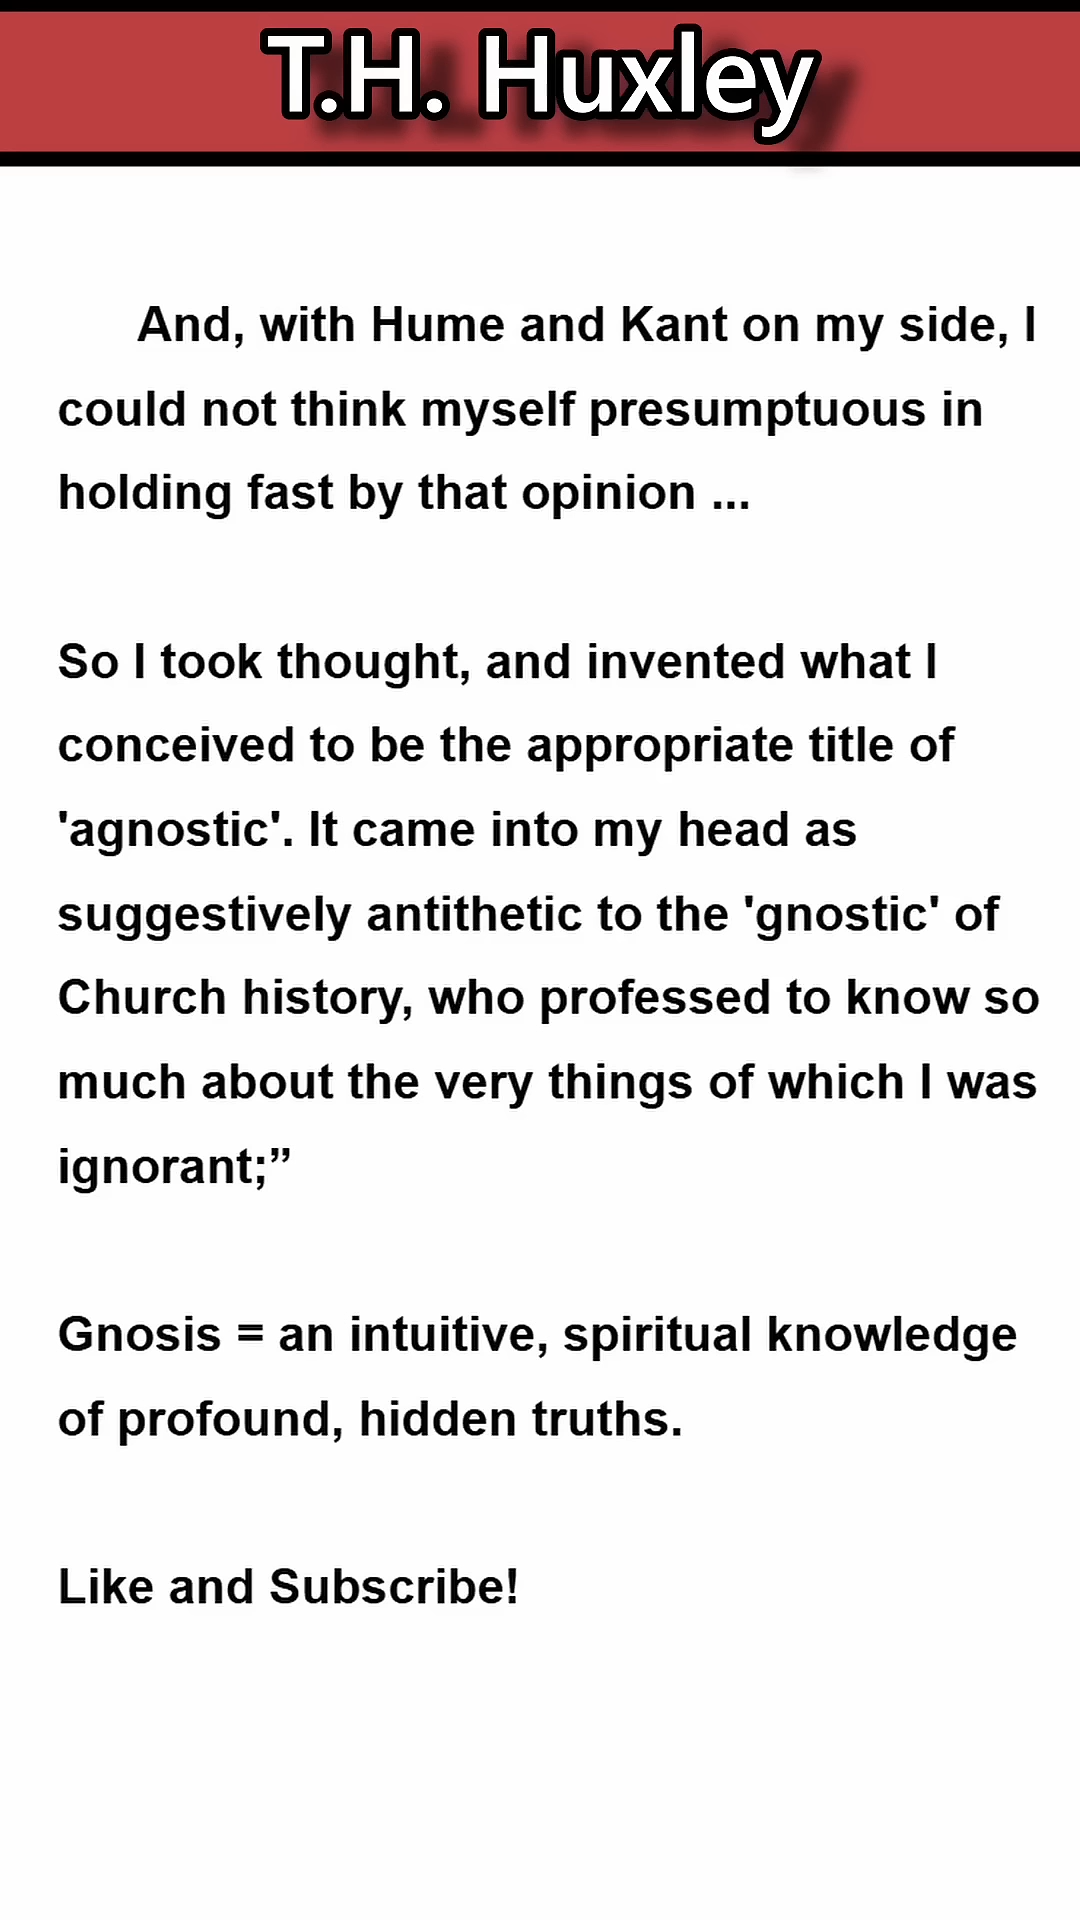 T.H. Huxley
And, with Hume and Kant on my side, I
could not think myself presumptuous in
holding fast by that opinion ...
So I took thought, and invented what I
conceived to be the appropriate title of
'agnostic'. It came into my head as
suggestively antithetic to the 'gnostic' of
Church history, who professed to know so
much about the very things of which I was
ignorant;”
Gnosis = an intuitive, spiritual knowledge
of profound, hidden truths.
Like and Subscribe!